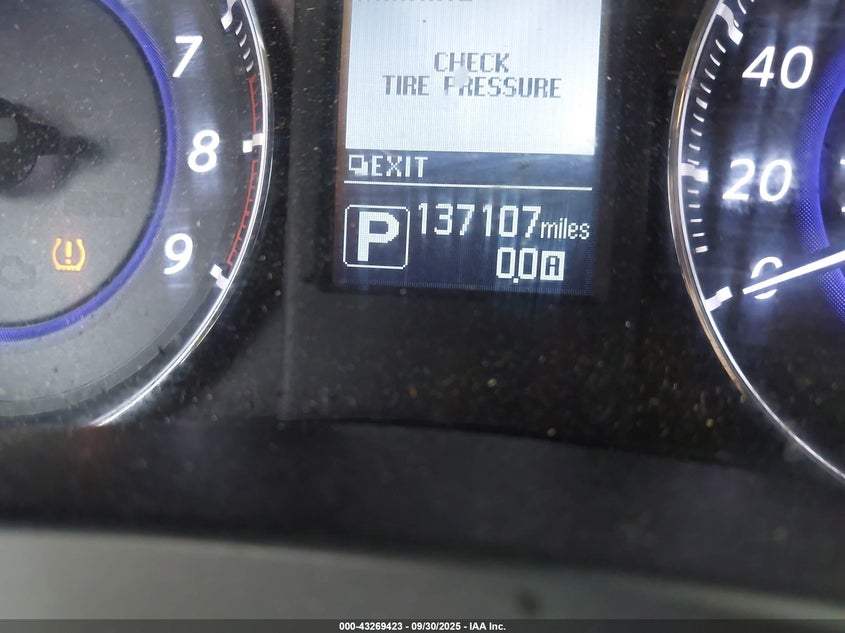 CHECK
TIRE PRESSURE
EXIT
P 137107 miles
0.0 A
7
8
9
40
20
0
000-43269423 - 09/30/2025 - IAA Inc.